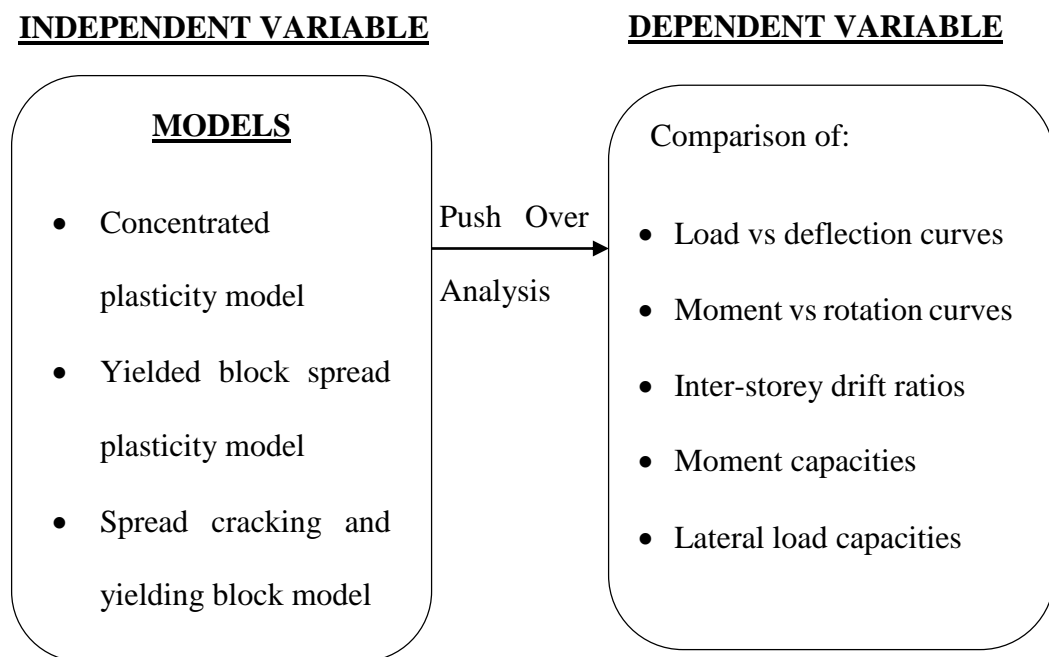 INDEPENDENT VARIABLE
DEPENDENT VARIABLE
MODELS
• Concentrated
plasticity model
• Yielded block spread
plasticity model
• Spread cracking and
yielding block model
Push Over
Analysis
Comparison of:
• Load vs deflection curves
• Moment vs rotation curves
• Inter-storey drift ratios
• Moment capacities
• Lateral load capacities